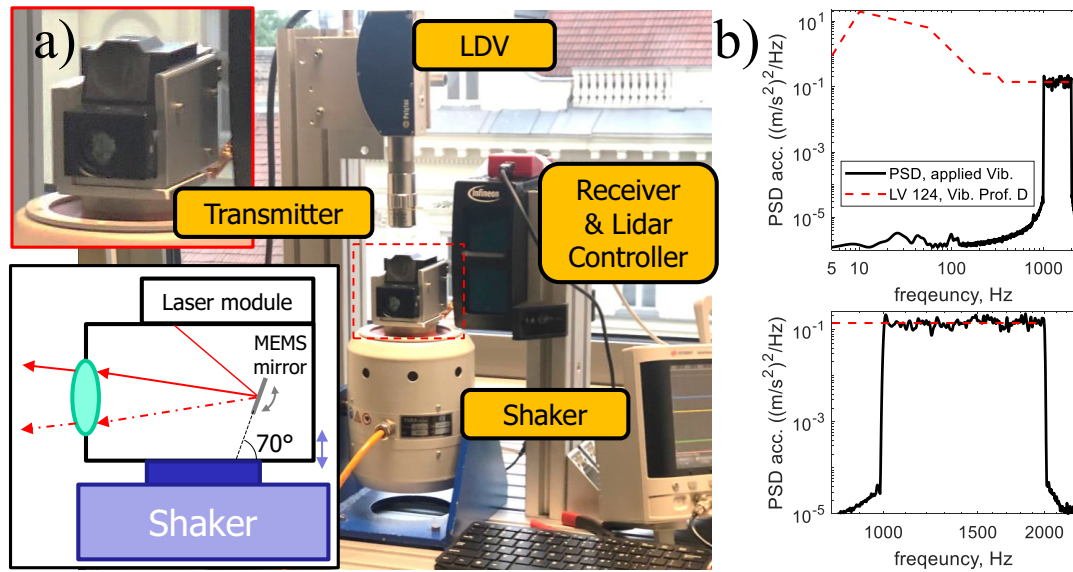 a)
LDV
Polytec
infineon
Transmitter
Receiver
& Lidar
Controller
Laser module
MEMS
mirror
70°
Shaker
Shaker
b)
PSD acc. ((m/s²)²/Hz)
10¹
10⁻¹
10⁻³
10⁻⁵
PSD, applied Vib.
LV 124, Vib. Prof. D
5 10 100 1000
freqeuncy, Hz
PSD acc. ((m/s²)²/Hz)
10⁻¹
10⁻³
10⁻⁵
1000 1500 2000
freqeuncy, Hz